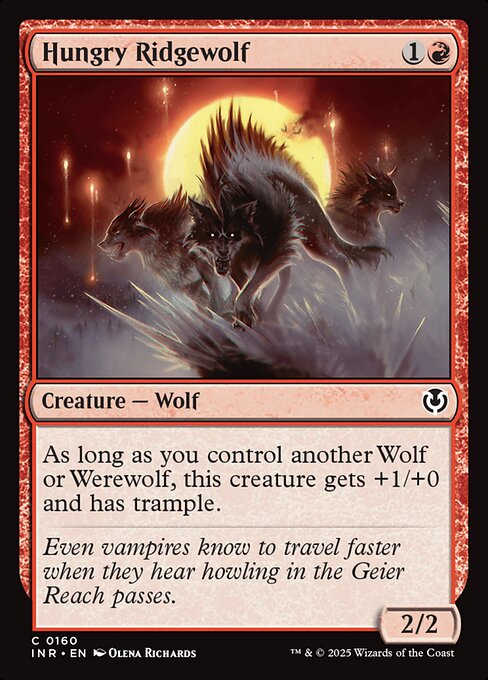 Hungry Ridgewolf 1
Creature — Wolf
As long as you control another Wolf
or Werewolf, this creature gets +1/+0
and has trample.
Even vampires know to travel faster
when they hear howling in the Geier
Reach passes.
2/2
C 0160
INR • EN Olena Richards
™ & © 2025 Wizards of the Coast